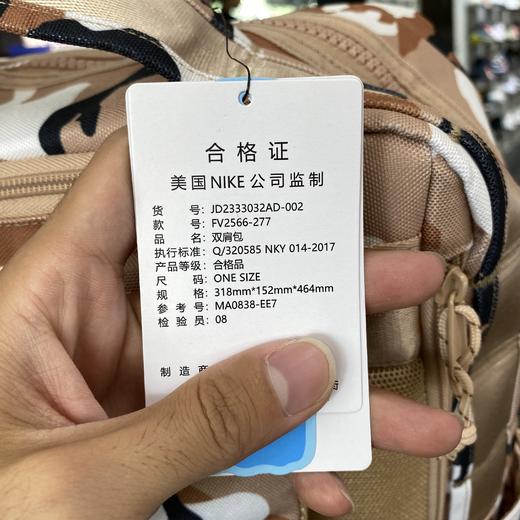 合格证
美国NIKE公司监制
货号:JD2333032AD-002
款号:FV2566-277
品名:双肩包
执行标准:Q/320585 NKY 014-2017
产品等级:合格品
尺码:ONE SIZE
规格:318mm*152mm*464mm
参考号:MA0838-EE7
检验员:08
制造商